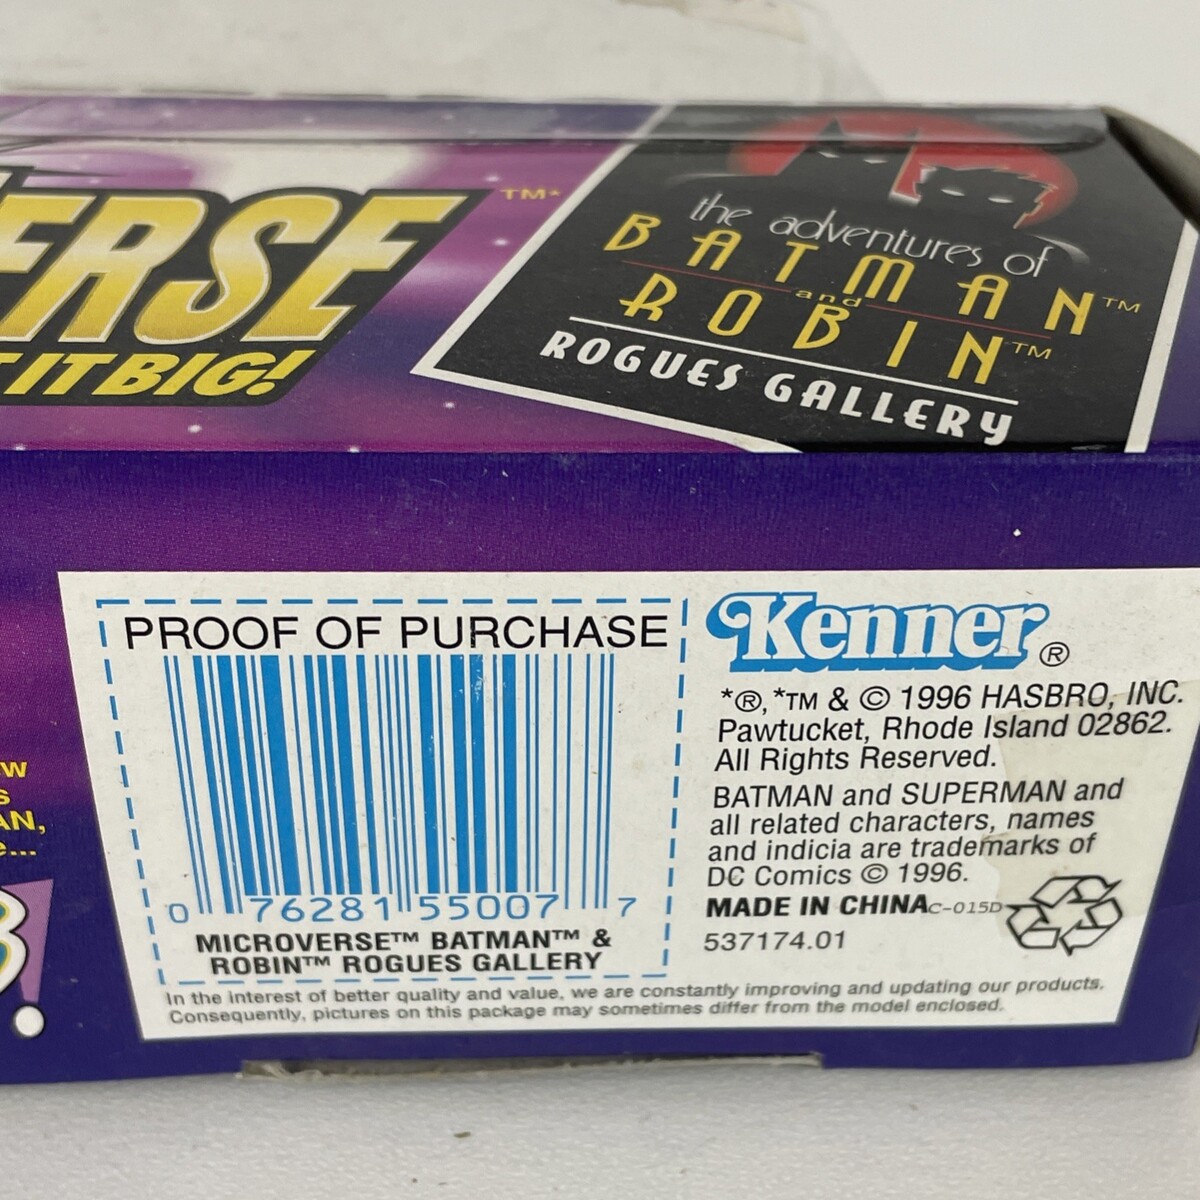 ERSE TM*
IT BIG!
the adventures of
BATMAN™
and
ROBIN™
ROGUES GALLERY
W
S
AN,
e...
PROOF OF PURCHASE
0 76281 55007 7
MICROVERSE™ BATMAN™ &
ROBIN™ ROGUES GALLERY
Kenner®
*®, *TM & © 1996 HASBRO, INC.
Pawtucket, Rhode Island 02862.
All Rights Reserved.
BATMAN and SUPERMAN and
all related characters, names
and indicia are trademarks of
DC Comics © 1996.
MADE IN CHINA C-015D
537174.01
In the interest of better quality and value, we are constantly improving and updating our products.
Consequently, pictures on this package may sometimes differ from the model enclosed.